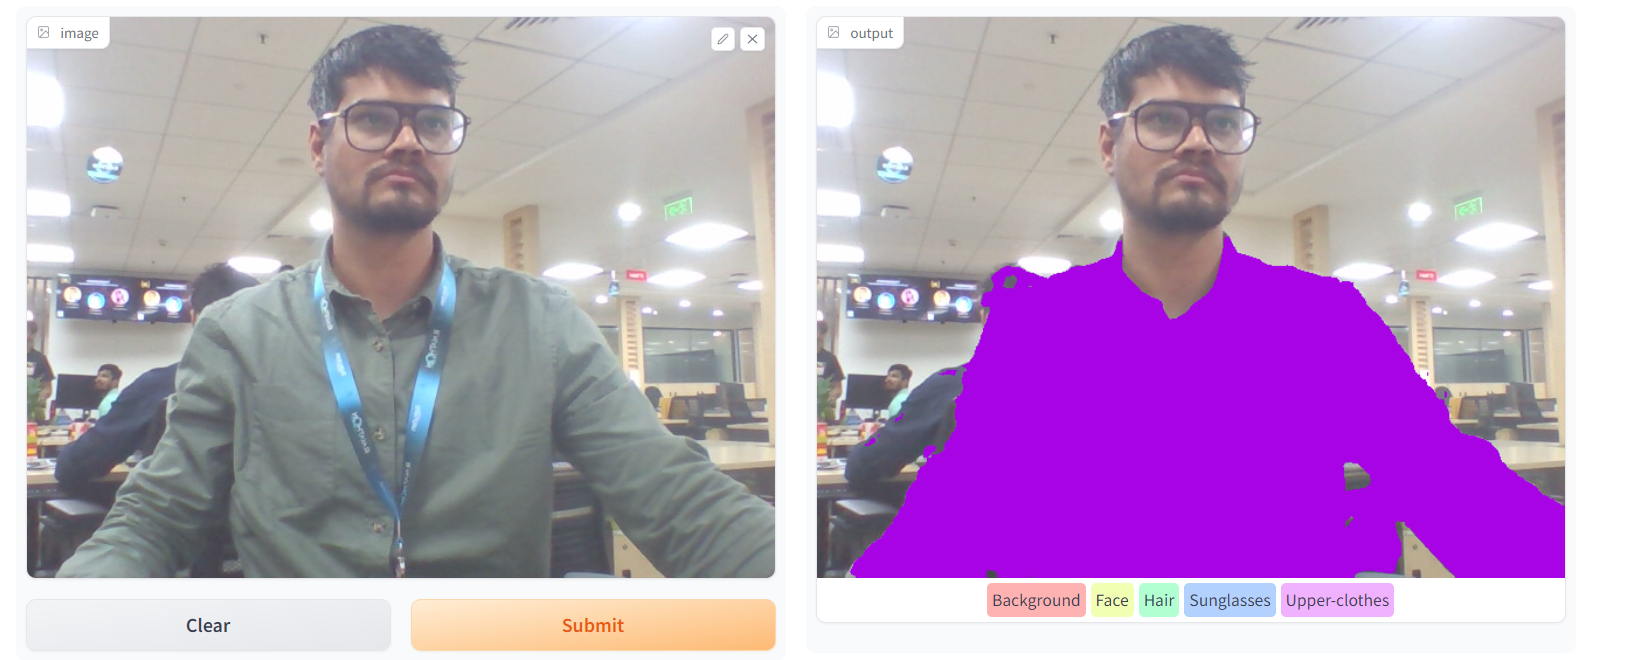 image
output
Background Face Hair Sunglasses Upper-clothes
Clear
Submit